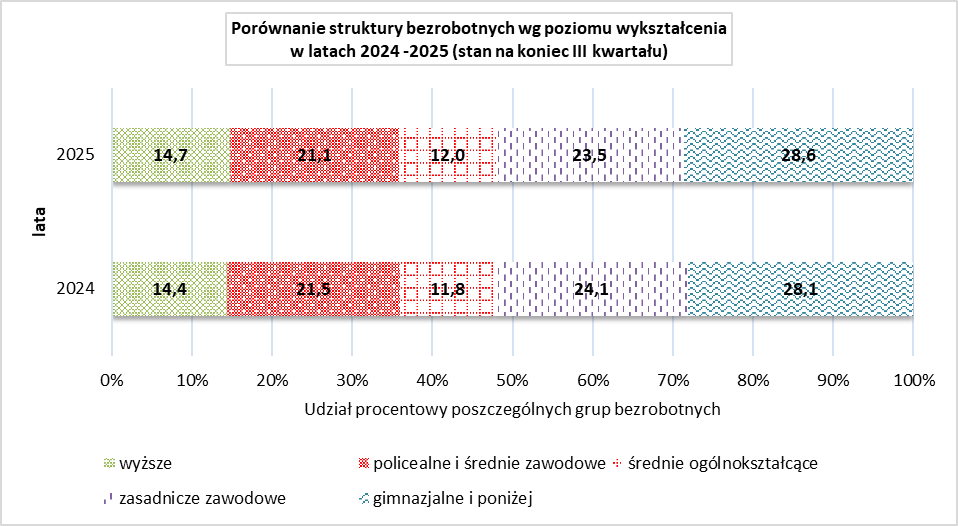 Porównanie struktury bezrobotnych wg poziomu wykształcenia
w latach 2024 -2025 (stan na koniec III kwartału)
2025
14,7
21,1
12,0
23,5
28,6
lata
2024
14,4
21,5
11,8
24,1
28,1
0%
10%
20%
30%
40%
50%
60%
70%
80%
90%
100%
Udział procentowy poszczególnych grup bezrobotnych
wyższe
policealne i średnie zawodowe
średnie ogólnokształcące
zasadnicze zawodowe
gimnazjalne i poniżej